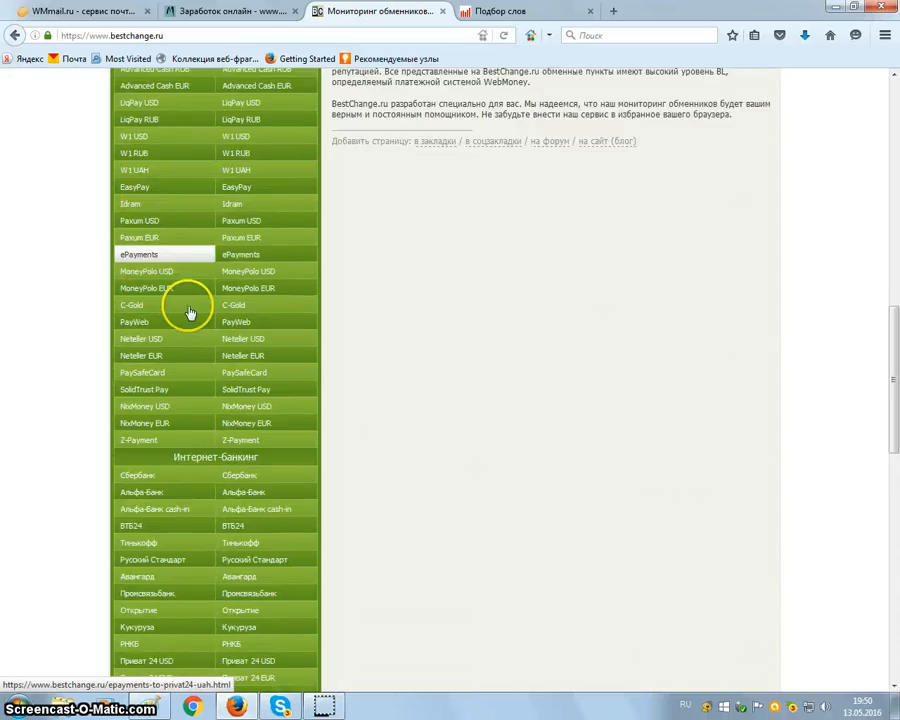 WMmail.ru - сервис почт...
Заработок онлайн - www....
Мониторинг обменников...
Подбор слов
https://www.bestchange.ru
Поиск
Яндекс Почта Most Visited Коллекция веб-фраг... Getting Started Рекомендуемые узлы
Advanced Cash RUB Advanced Cash RUB
Advanced Cash EUR Advanced Cash EUR
LiqPay USD LiqPay USD
LiqPay RUB LiqPay RUB
W1 USD W1 USD
W1 RUB W1 RUB
W1 UAH W1 UAH
EasyPay EasyPay
Idram Idram
Paxum USD Paxum USD
Paxum EUR Paxum EUR
ePayments ePayments
MoneyPolo USD MoneyPolo USD
MoneyPolo EUR MoneyPolo EUR
C-Gold C-Gold
PayWeb PayWeb
Neteller USD Neteller USD
Neteller EUR Neteller EUR
PaySafeCard PaySafeCard
SolidTrust Pay SolidTrust Pay
NixMoney USD NixMoney USD
NixMoney EUR NixMoney EUR
Z-Payment Z-Payment
Интернет-банкинг
Сбербанк Сбербанк
Альфа-Банк Альфа-Банк
Альфа-Банк cash-in Альфа-Банк cash-in
ВТБ24 ВТБ24
Тинькофф Тинькофф
Русский Стандарт Русский Стандарт
Авангард Авангард
Промсвязьбанк Промсвязьбанк
Открытие Открытие
Кукуруза Кукуруза
РНКБ РНКБ
Приват 24 USD Приват 24 USD
Приват 24 EUR
репутацией. Все представленные на BestChange.ru обменные пункты имеют высокий уровень BL,
определяемый платежной системой WebMoney.
BestChange.ru разработан специально для вас. Мы надеемся, что наш мониторинг обменников будет вашим
верным и постоянным помощником. Не забудьте внести наш сервис в избранное вашего браузера.
Добавить страницу: в закладки / в соцзакладки / на форум / на сайт (блог)
https://www.bestchange.ru/epayments-to-privat24-uah.html
Screencast-O-Matic.com
RU
19:50
13.05.2016